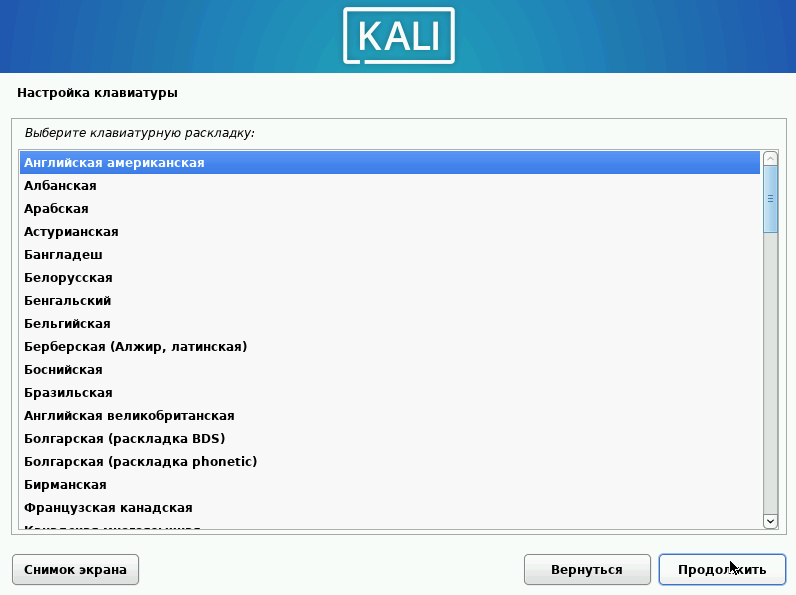 KALI
Настройка клавиатуры
Выберите клавиатурную раскладку:
Английская американская
Албанская
Арабская
Астурианская
Бангладеш
Белорусская
Бенгальский
Бельгийская
Берберская (Алжир, латинская)
Боснийская
Бразильская
Английская великобританская
Болгарская (раскладка BDS)
Болгарская (раскладка phonetic)
Бирманская
Французская канадская
Снимок экрана
Вернуться
Продолжить